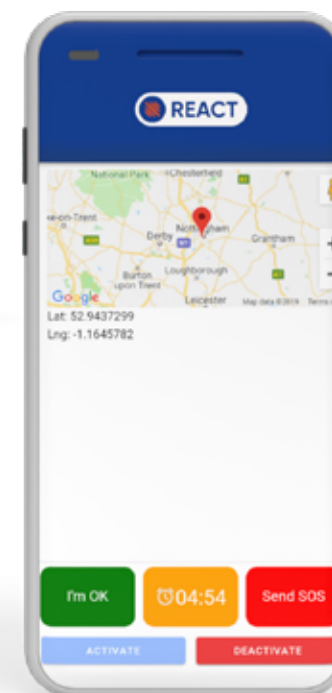 REACT
National Park
Chesterfield
Nottingham
Derby
Grantham
Burton
upon Trent
Loughborough
Leicester
Google
Map data ©2019
Lat: 52.9437299
Lng: -1.1645782
I'm OK
04:54
Send SOS
ACTIVATE
DEACTIVATE